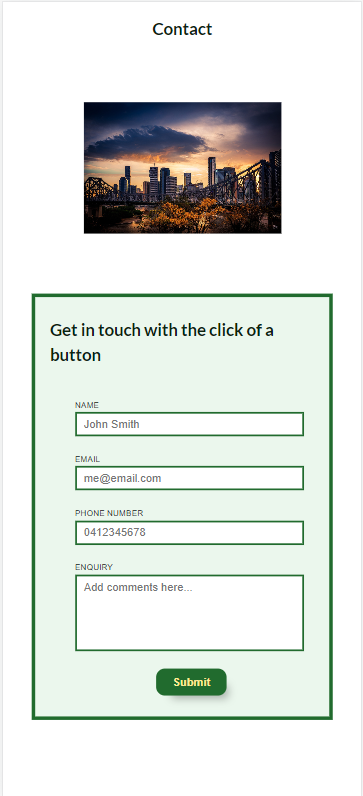 Contact
Get in touch with the click of a
button
NAME
John Smith
EMAIL
me@email.com
PHONE NUMBER
0412345678
ENQUIRY
Add comments here...
Submit